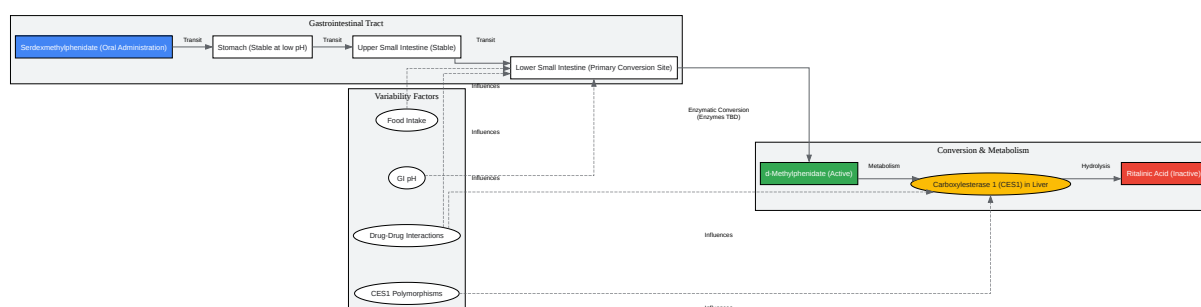 Gastrointestinal Tract
Serdexmethylphenidate (Oral Administration)
Transit
Stomach (Stable at low pH)
Transit
Upper Small Intestine (Stable)
Transit
Lower Small Intestine (Primary Conversion Site)
Influences
Variability Factors
Food Intake
Influences
Enzymatic Conversion
(Enzymes TBD)
Conversion & Metabolism
GI pH
Influences
d-Methylphenidate (Active)
Metabolism
Carboxylesterase 1 (CES1) in Liver
Hydrolysis
Ritalinic Acid (Inactive)
Drug-Drug Interactions
Influences
CES1 Polymorphisms